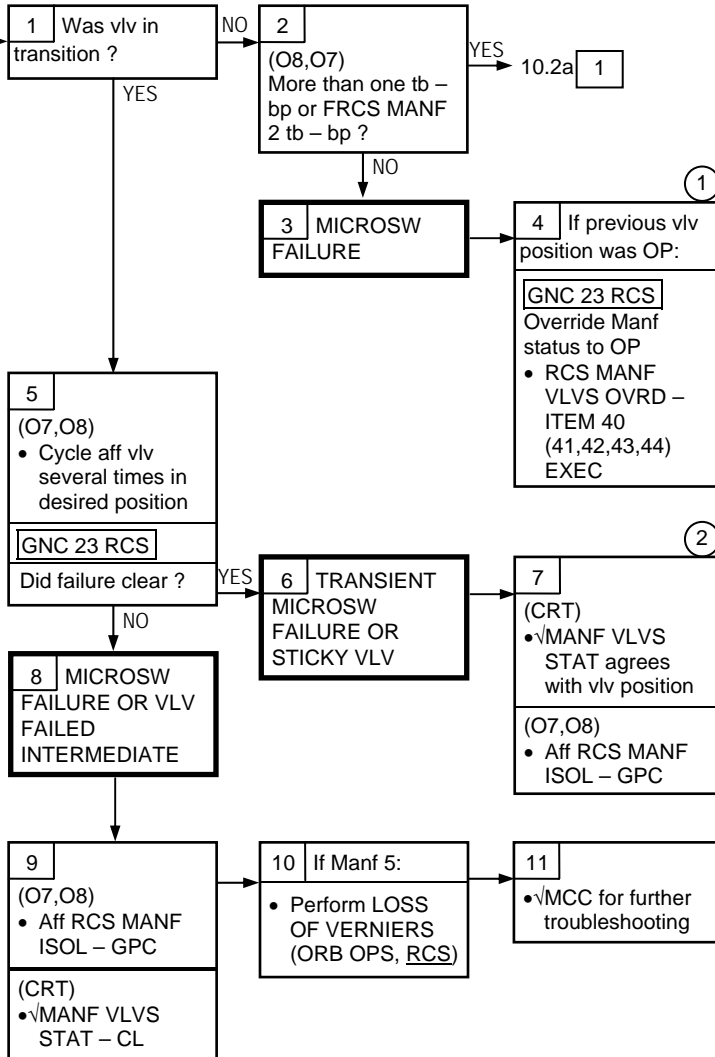 1 Was vlv in
transition ?
NO
YES
2
(O8,O7)
More than one tb –
bp or FRCS MANF
2 tb – bp ?
YES
10.2a 1
NO
3 MICROSW
FAILURE
1
4 If previous vlv
position was OP:
GNC 23 RCS
Override Manf
status to OP
• RCS MANF
VLVS OVRD –
ITEM 40
(41,42,43,44)
EXEC
5
(O7,O8)
• Cycle aff vlv
several times in
desired position
GNC 23 RCS
Did failure clear ?
YES
NO
6 TRANSIENT
MICROSW
FAILURE OR
STICKY VLV
2
7
(CRT)
•√MANF VLVS
STAT agrees
with vlv position
(O7,O8)
• Aff RCS MANF
ISOL – GPC
8 MICROSW
FAILURE OR VLV
FAILED
INTERMEDIATE
9
(O7,O8)
• Aff RCS MANF
ISOL – GPC
(CRT)
•√MANF VLVS
STAT – CL
10 If Manf 5:
• Perform LOSS
OF VERNIERS
(ORB OPS, RCS)
11
•√MCC for further
troubleshooting